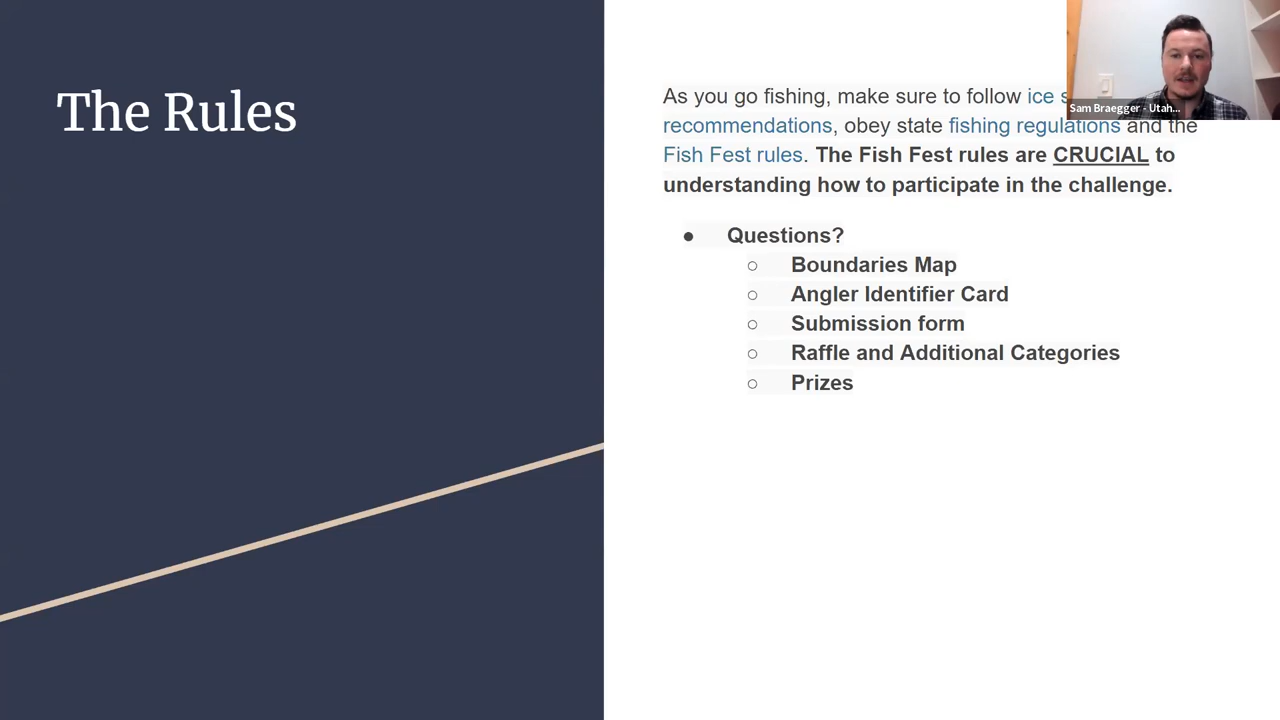 The Rules
As you go fishing, make sure to follow ice
recommendations, obey state fishing regulations and the
Fish Fest rules. The Fish Fest rules are CRUCIAL to
understanding how to participate in the challenge.
● Questions?
○ Boundaries Map
○ Angler Identifier Card
○ Submission form
○ Raffle and Additional Categories
○ Prizes
Sam Braegger - Utah...